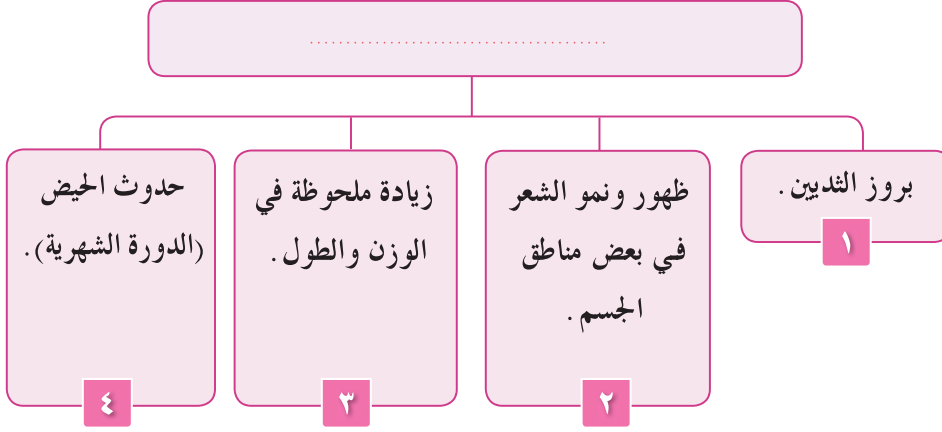 ........................................
بروز الثديين.
١
ظهور ونمو الشعر
في بعض مناطق
الجسم.
٢
زيادة ملحوظة في
الوزن والطول.
٣
حدوث الحيض
(الدورة الشهرية).
٤